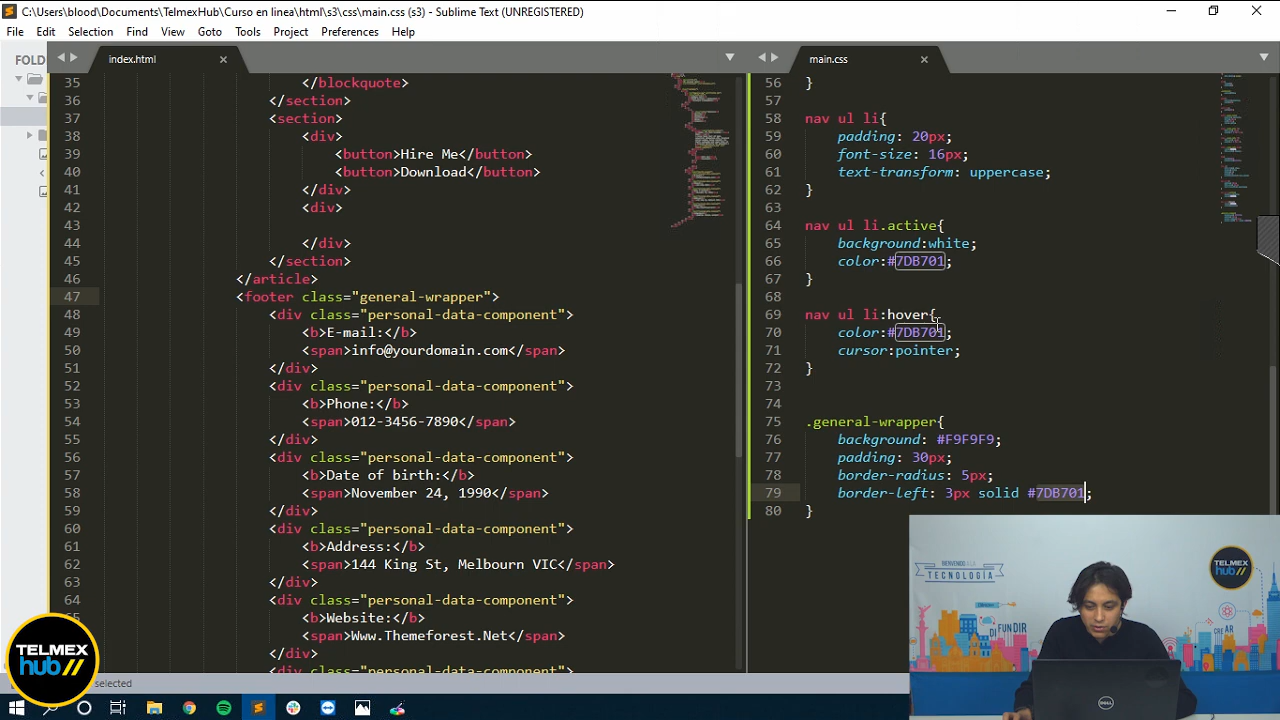 C:\Users\blood\Documents\TelmexHub\Curso en linea\html\s3\css\main.css (s3) - Sublime Text (UNREGISTERED)
File Edit Selection Find View Goto Tools Project Preferences Help
FOLD
index.html
35 </blockquote>
36 </section>
37 <section>
38 <div>
39 <button>Hire Me</button>
40 <button>Download</button>
41 </div>
42 <div>
43
44 </div>
45 </section>
46 </article>
47 <footer class="general-wrapper">
48 <div class="personal-data-component">
49 <b>E-mail:</b>
50 <span>info@yourdomain.com</span>
51 </div>
52 <div class="personal-data-component">
53 <b>Phone:</b>
54 <span>012-3456-7890</span>
55 </div>
56 <div class="personal-data-component">
57 <b>Date of birth:</b>
58 <span>November 24, 1990</span>
59 </div>
60 <div class="personal-data-component">
61 <b>Address:</b>
62 <span>144 King St, Melbourn VIC</span>
63 </div>
64 <div class="personal-data-component">
<b>Website:</b>
<span>Www.Themeforest.Net</span>
</div>
<div class="personal-data-component">
main.css
56 }
57
58 nav ul li{
59 padding: 20px;
60 font-size: 16px;
61 text-transform: uppercase;
62 }
63
64 nav ul li.active{
65 background:white;
66 color:#7DB701;
67 }
68
69 nav ul li:hover{
70 color:#7DB701;
71 cursor:pointer;
72 }
73
74
75 .general-wrapper{
76 background: #F9F9F9;
77 padding: 30px;
78 border-radius: 5px;
79 border-left: 3px solid #7DB701;
80 }
selected
TELMEX
hub
BIENVENIDO A LA
TECNOLOGÍA
DI FUN DIR
CRE AR
TELMEX
hub
DELL